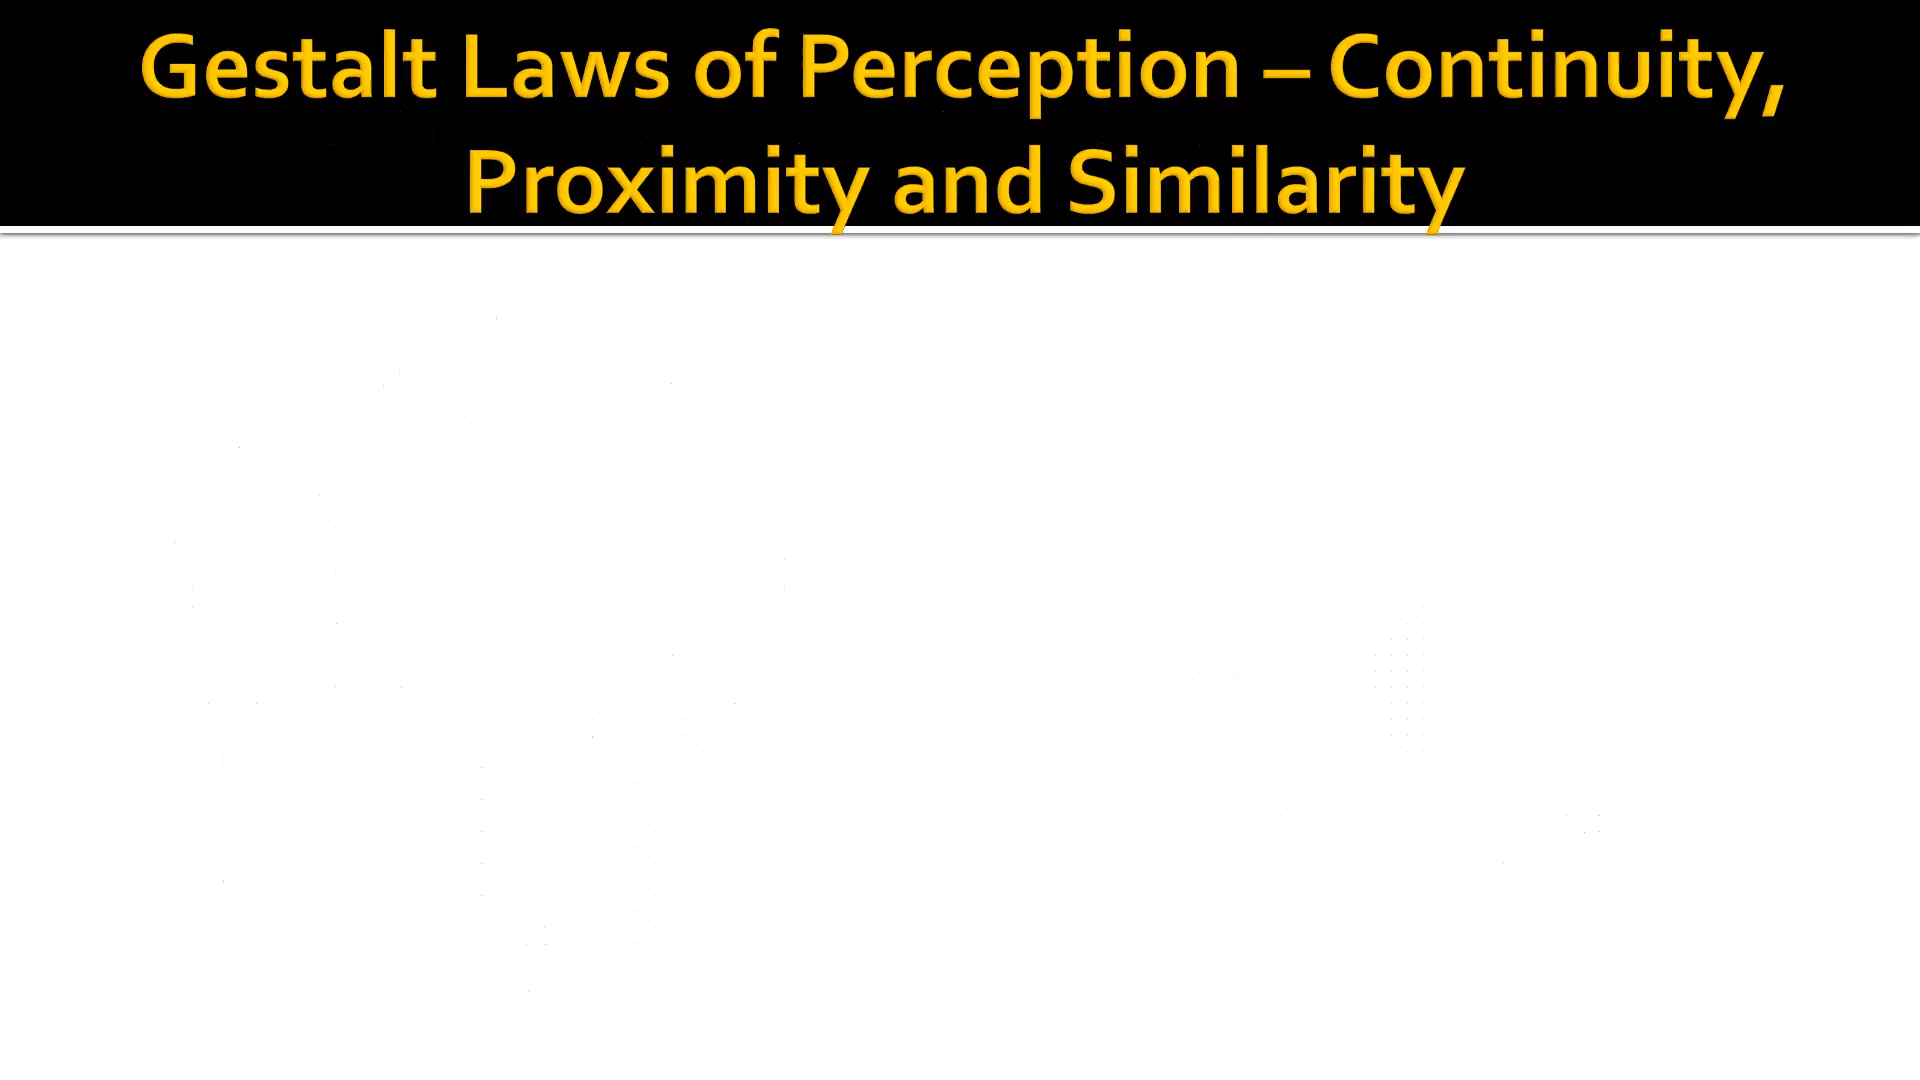 Gestalt Laws of Perception – Continuity,
Proximity and Similarity